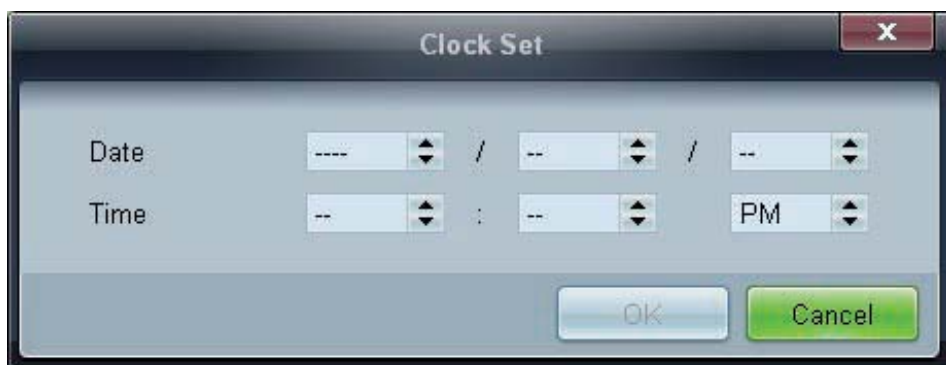 Clock Set x
Date ---- / -- / --
Time -- : -- PM
OK Cancel